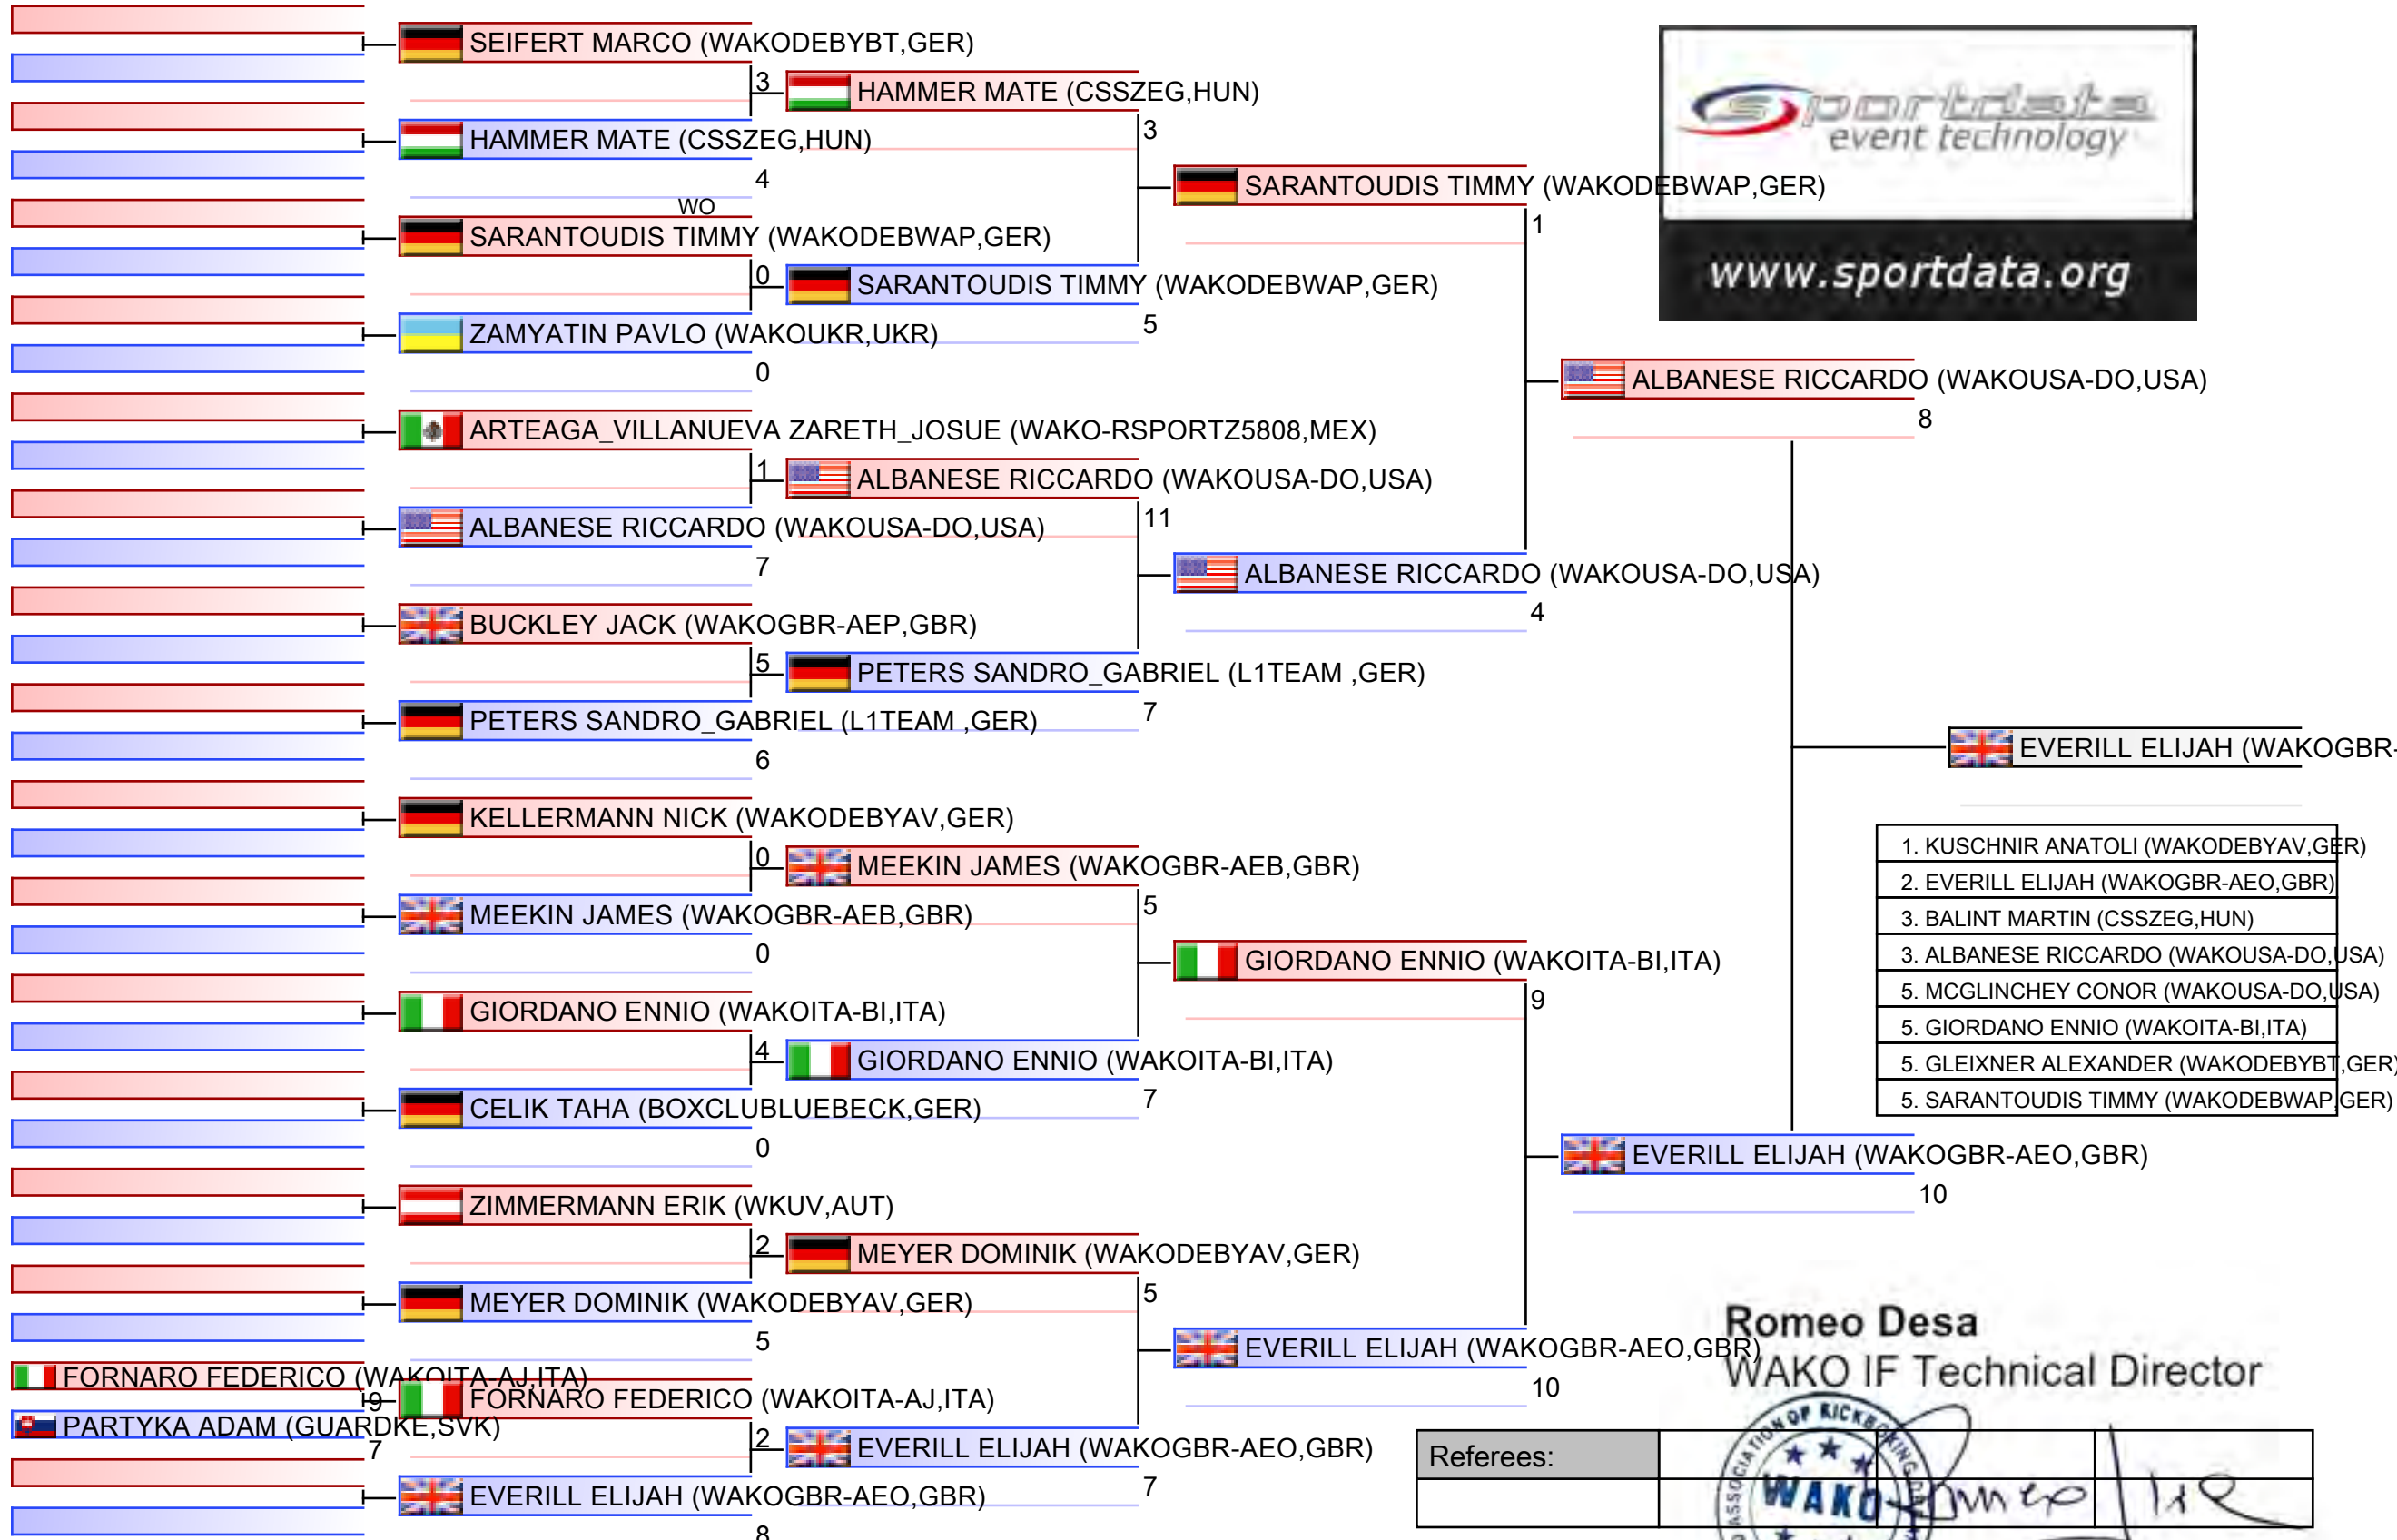 SEIFERT MARCO (WAKODEBYBT,GER)
3
HAMMER MATE (CSSZEG,HUN)
HAMMER MATE (CSSZEG,HUN)
3
4
WO
SARANTOUDIS TIMMY (WAKODEBWAP,GER)
1
SARANTOUDIS TIMMY (WAKODEBWAP,GER)
0
SARANTOUDIS TIMMY (WAKODEBWAP,GER)
5
ZAMYATIN PAVLO (WAKOUKR,UKR)
0
ALBANESE RICCARDO (WAKOUSA-DO,USA)
8
ARTEAGA_VILLANUEVA ZARETH_JOSUE (WAKO-RSPORTZ5808,MEX)
1
ALBANESE RICCARDO (WAKOUSA-DO,USA)
11
ALBANESE RICCARDO (WAKOUSA-DO,USA)
7
ALBANESE RICCARDO (WAKOUSA-DO,USA)
4
BUCKLEY JACK (WAKOGBR-AEP,GBR)
5
PETERS SANDRO_GABRIEL (L1TEAM ,GER)
7
PETERS SANDRO_GABRIEL (L1TEAM ,GER)
6
EVERILL ELIJAH (WAKOGBR-
KELLERMANN NICK (WAKODEBYAV,GER)
0
MEEKIN JAMES (WAKOGBR-AEB,GBR)
5
MEEKIN JAMES (WAKOGBR-AEB,GBR)
0
GIORDANO ENNIO (WAKOITA-BI,ITA)
9
GIORDANO ENNIO (WAKOITA-BI,ITA)
4
GIORDANO ENNIO (WAKOITA-BI,ITA)
7
CELIK TAHA (BOXCLUBLUEBECK,GER)
0
EVERILL ELIJAH (WAKOGBR-AEO,GBR)
10
ZIMMERMANN ERIK (WKUV,AUT)
2
MEYER DOMINIK (WAKODEBYAV,GER)
5
MEYER DOMINIK (WAKODEBYAV,GER)
5
EVERILL ELIJAH (WAKOGBR-AEO,GBR)
10
FORNARO FEDERICO (WAKOITA-AJ,ITA)
9
PARTYKA ADAM (GUARDKE,SVK)
7
FORNARO FEDERICO (WAKOITA-AJ,ITA)
2
EVERILL ELIJAH (WAKOGBR-AEO,GBR)
7
EVERILL ELIJAH (WAKOGBR-AEO,GBR)
8
sportdata
event technology
www.sportdata.org
1. KUSCHNIR ANATOLI (WAKODEBYAV,GER)
2. EVERILL ELIJAH (WAKOGBR-AEO,GBR)
3. BALINT MARTIN (CSSZEG,HUN)
3. ALBANESE RICCARDO (WAKOUSA-DO,USA)
5. MCGLINCHEY CONOR (WAKOUSA-DO,USA)
5. GIORDANO ENNIO (WAKOITA-BI,ITA)
5. GLEIXNER ALEXANDER (WAKODEBYBT,GER)
5. SARANTOUDIS TIMMY (WAKODEBWAP,GER)
Romeo Desa
WAKO IF Technical Director
Referees:
ASSOCIATION OF KICKBOXING
WAKO